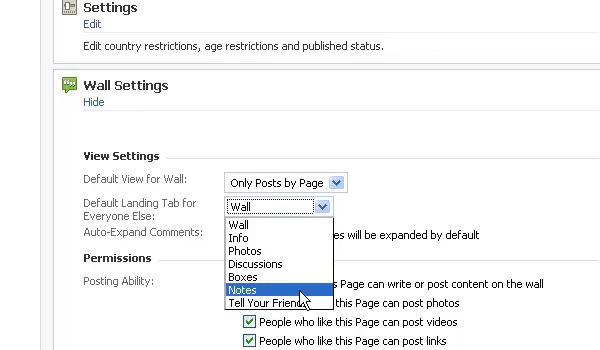 Settings
Edit
Edit country restrictions, age restrictions and published status.
Wall Settings
Hide
View Settings
Default View for Wall: Only Posts by Page
Default Landing Tab for
Everyone Else: Wall
Wall
Info
Photos
Discussions
Boxes
Notes
Tell Your Friend
Auto-Expand Comments: es will be expanded by default
Permissions
Posting Ability: s Page can write or post content on the wall
this Page can post photos
People who like this Page can post videos
People who like this Page can post links